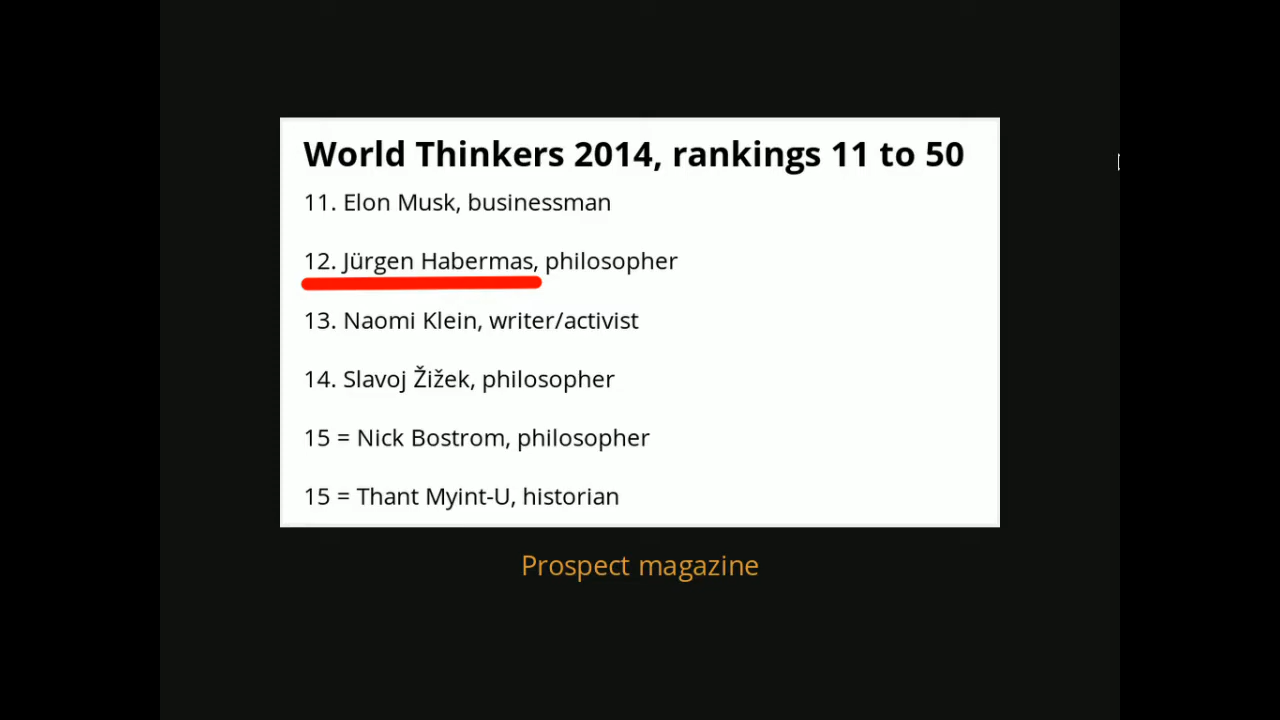 World Thinkers 2014, rankings 11 to 50
11. Elon Musk, businessman
12. Jürgen Habermas, philosopher
13. Naomi Klein, writer/activist
14. Slavoj Žižek, philosopher
15 = Nick Bostrom, philosopher
15 = Thant Myint-U, historian
Prospect magazine